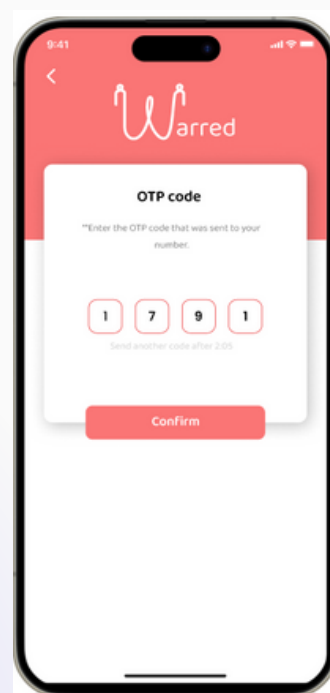 9:41
Warred
OTP code
""Enter the OTP code that was sent to your
number.
1 7 9 1
Send another code after 2:05
Confirm